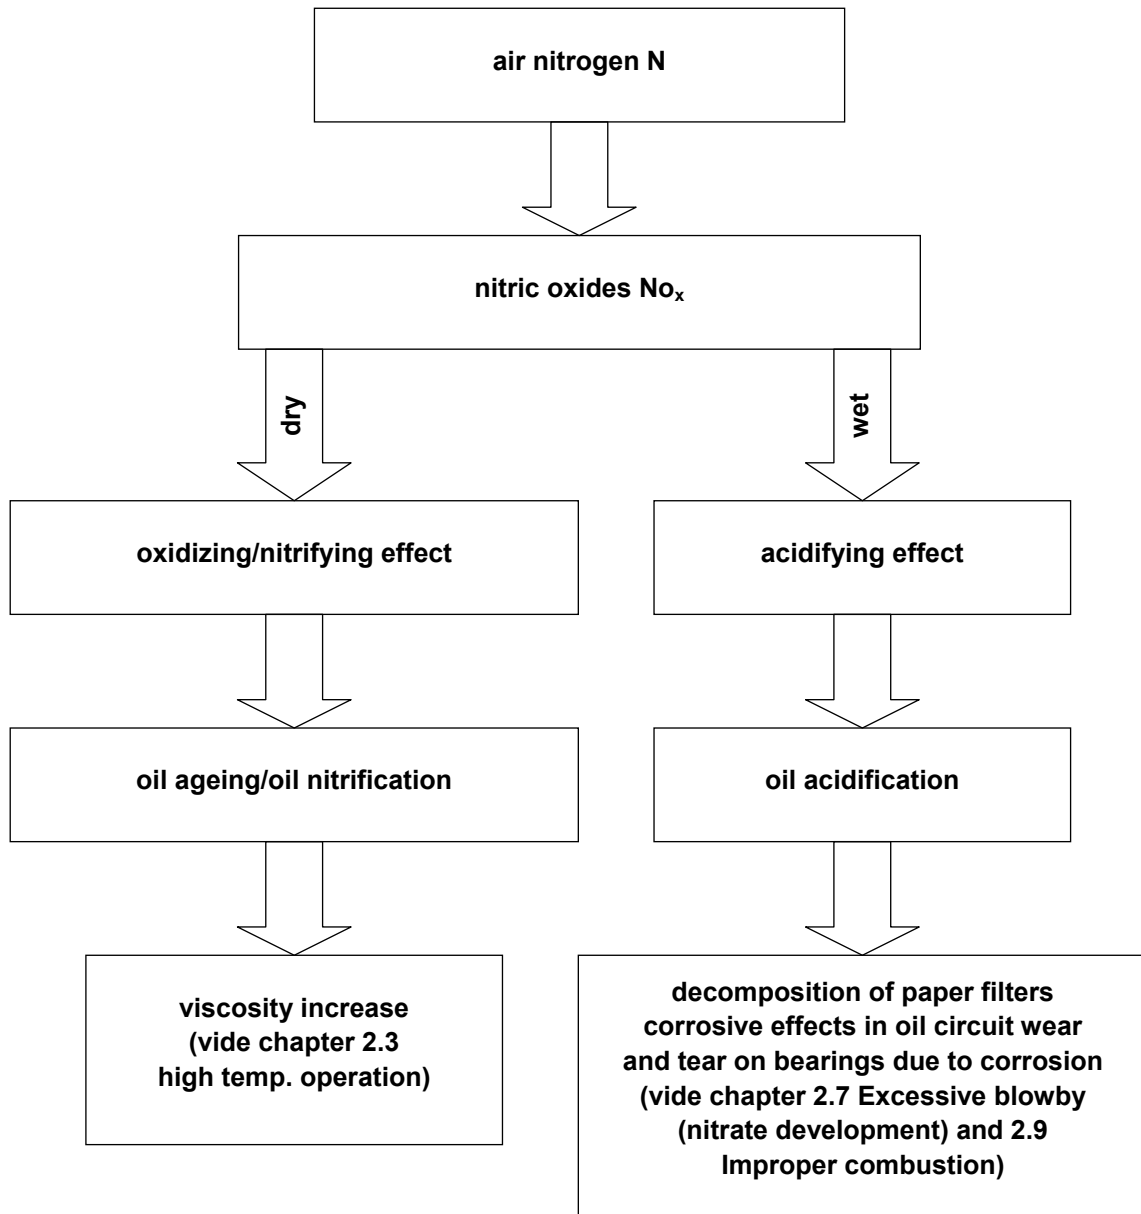 air nitrogen N
nitric oxides Noₓ
dry
wet
oxidizing/nitrifying effect
acidifying effect
oil ageing/oil nitrification
oil acidification
viscosity increase
(vide chapter 2.3
high temp. operation)
decomposition of paper filters
corrosive effects in oil circuit wear
and tear on bearings due to corrosion
(vide chapter 2.7 Excessive blowby
(nitrate development) and 2.9
Improper combustion)